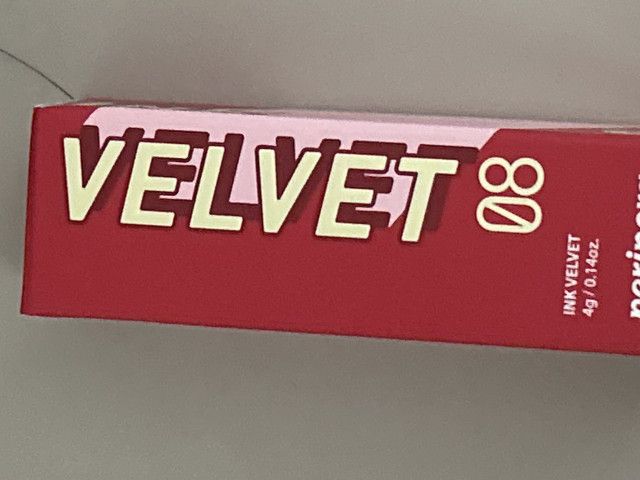 VELVET
08
INK VELVET
4g / 0.14oz.